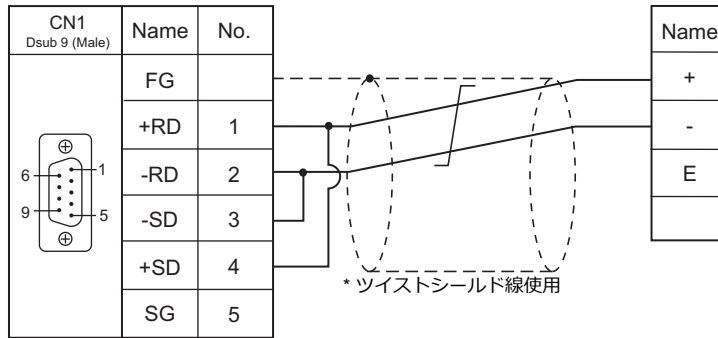 CN1
Dsub 9 (Male)
Name No.
FG
+RD 1
-RD 2
-SD 3
+SD 4
SG 5
6 1
9 5
* ツイストシールド線使用
Name
+
-
E